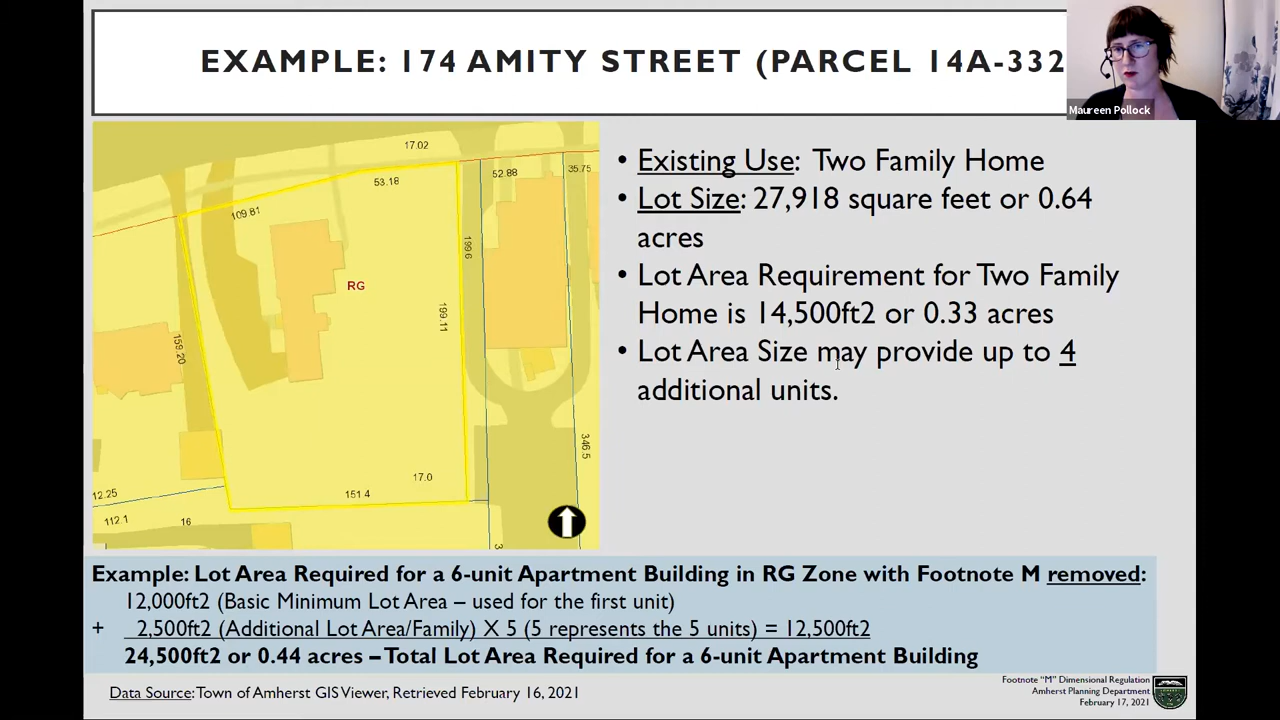 EXAMPLE: 174 AMITY STREET (PARCEL 14A-332
Maureen Pollock
17.02
53.18
109.81
52.88
35.75
199.6
RG
199.11
159.20
346.5
17.0
151.4
12.25
112.1
16
3
• Existing Use: Two Family Home
• Lot Size: 27,918 square feet or 0.64
acres
• Lot Area Requirement for Two Family
Home is 14,500ft2 or 0.33 acres
• Lot Area Size may provide up to 4
additional units.
Example: Lot Area Required for a 6-unit Apartment Building in RG Zone with Footnote M removed:
12,000ft2 (Basic Minimum Lot Area – used for the first unit)
+ 2,500ft2 (Additional Lot Area/Family) X 5 (5 represents the 5 units) = 12,500ft2
24,500ft2 or 0.44 acres – Total Lot Area Required for a 6-unit Apartment Building
Data Source: Town of Amherst GIS Viewer, Retrieved February 16, 2021
Footnote "M" Dimensional Regulation
Amherst Planning Department
February 17, 2021